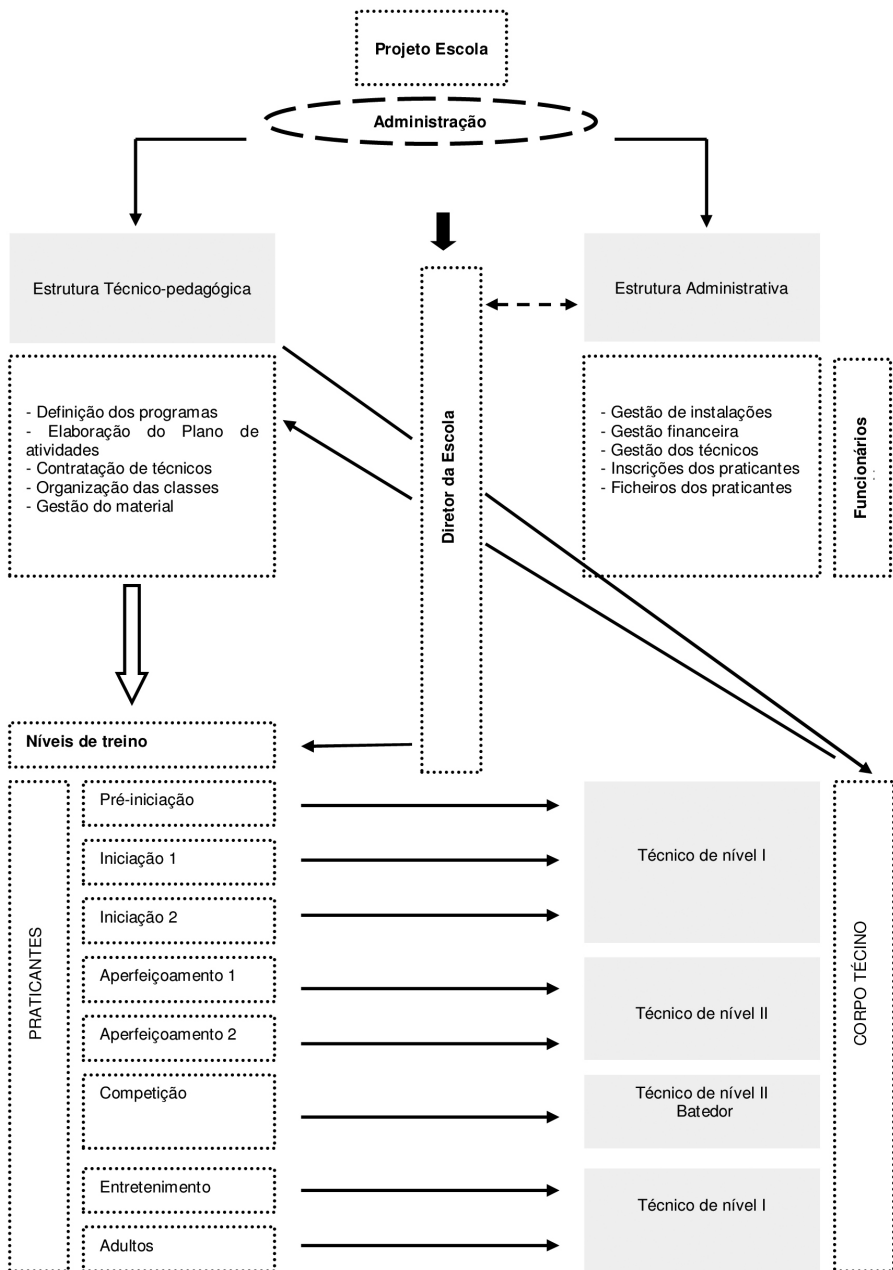 Projeto Escola
Administração
Estrutura Técnico-pedagógica
Estrutura Administrativa
- Definição dos programas
- Elaboração do Plano de
atividades
- Contratação de técnicos
- Organização das classes
- Gestão do material
Diretor da Escola
- Gestão de instalações
- Gestão financeira
- Gestão dos técnicos
- Inscrições dos praticantes
- Ficheiros dos praticantes
Funcionários
Níveis de treino
PRATICANTES
Pré-iniciação
Iniciação 1
Iniciação 2
Aperfeiçoamento 1
Aperfeiçoamento 2
Competição
Entretenimento
Adultos
Técnico de nível I
Técnico de nível II
Técnico de nível II
Batedor
Técnico de nível I
CORPO TÉCINO